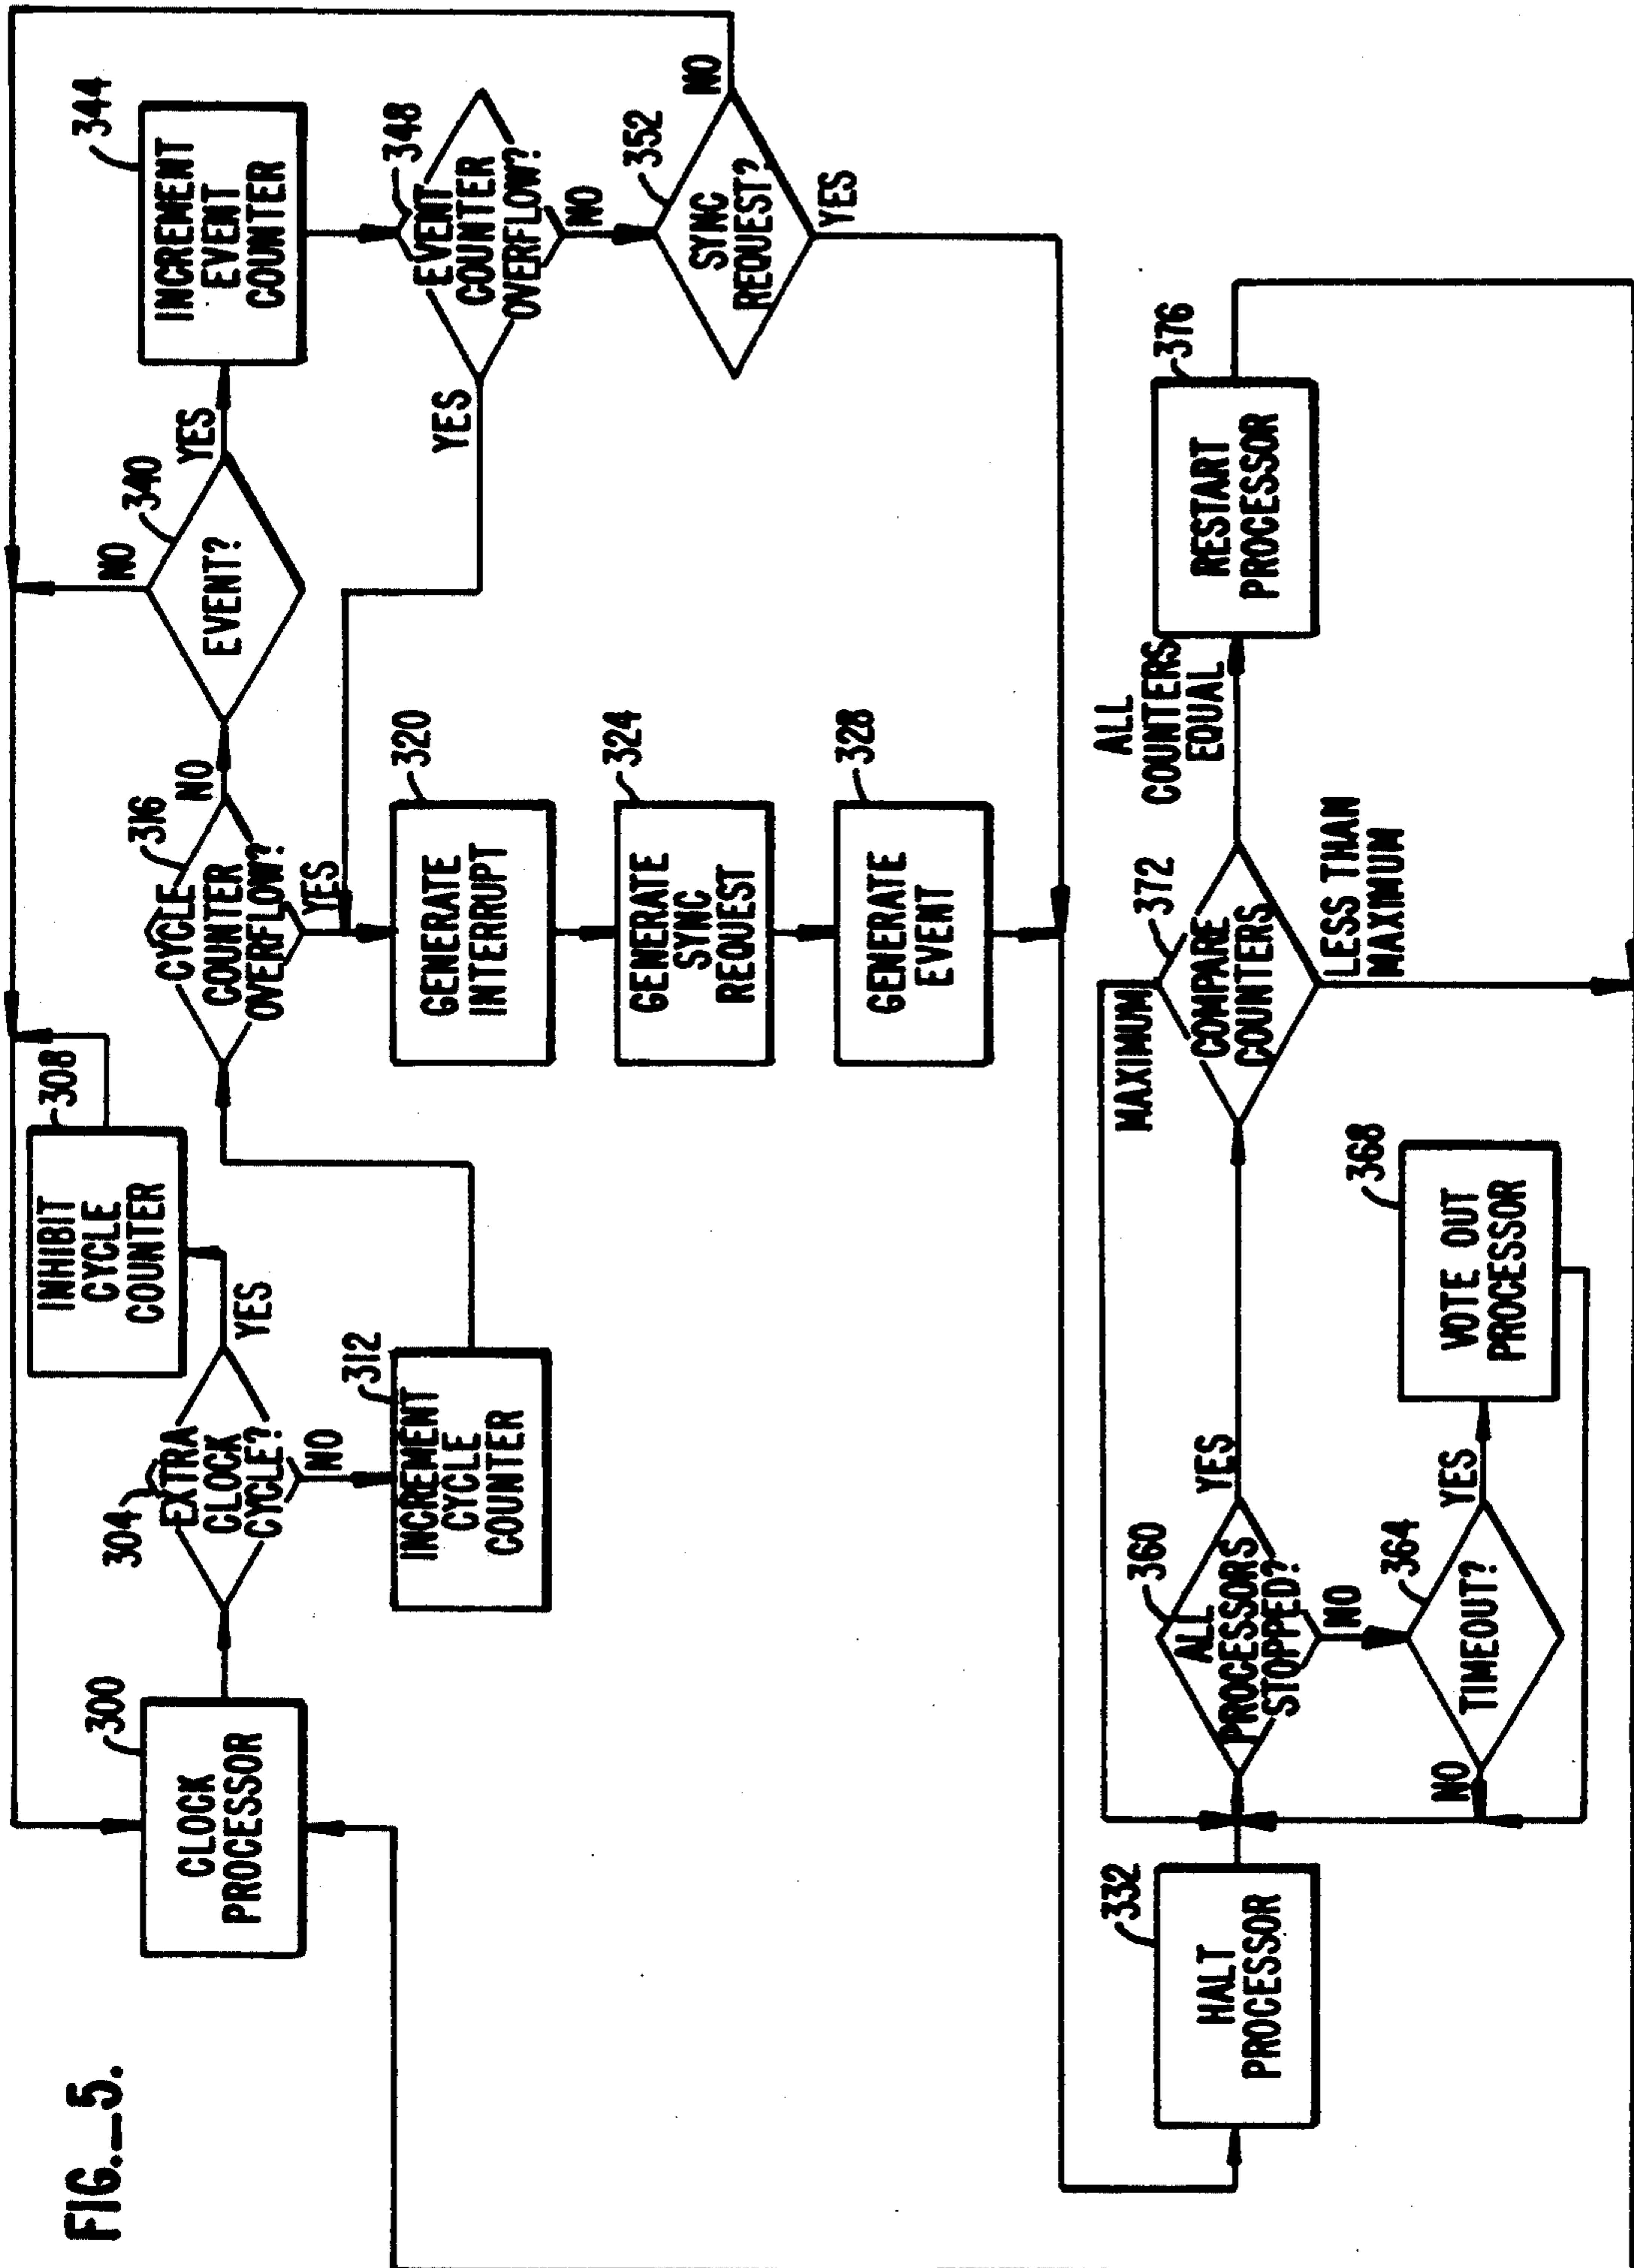 FIG._5.
300
CLOCK
PROCESSOR
304
EXTRA
CLOCK
CYCLE?
YES
NO
308
INHIBIT
CYCLE
COUNTER
312
INCREMENT
CYCLE
COUNTER
316
CYCLE
COUNTER
OVERFLOW?
NO
YES
320
GENERATE
INTERRUPT
324
GENERATE
SYNC
REQUEST
328
GENERATE
EVENT
340
EVENT?
NO
YES
344
INCREMENT
EVENT
COUNTER
348
EVENT
COUNTER
OVERFLOW?
YES
NO
352
SYNC
REQUEST?
NO
YES
332
HALT
PROCESSOR
360
ALL
PROCESSORS
STOPPED?
YES
NO
364
TIMEOUT?
NO
YES
368
VOTE OUT
PROCESSOR
372
COMPARE
COUNTERS
MAXIMUM
LESS THAN
MAXIMUM
ALL
COUNTERS
EQUAL
376
RESTART
PROCESSOR